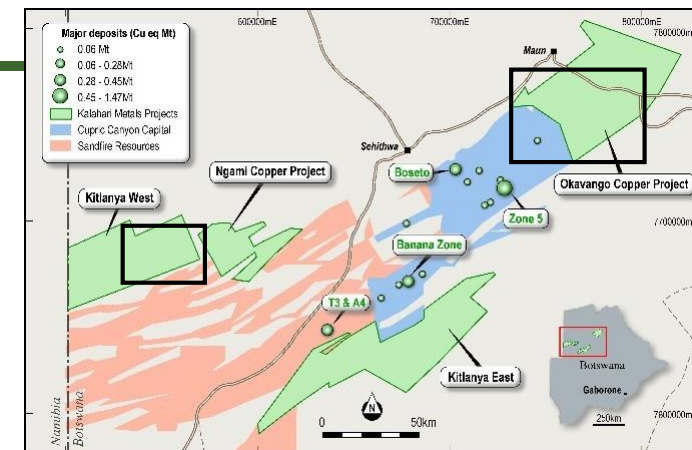 600000mE
700000mE
800000mE
7800000m
Major deposits (Cu eq Mt)
0.06 Mt
0.06 - 0.28Mt
0.28 - 0.45Mt
0.45 - 1.47Mt
Kalahari Metals Projects
Cupric Canyon Capital
Sandfire Resources
Maun
Sehithwa
Boseto
Ngami Copper Project
Kitlanya West
Okavango Copper Project
Zone 5
7700000m
Banana Zone
T3 & A4
Kitlanya East
Botswana
Gaborone
250km
N
0
50km
Namibia
Botswana
7600000m